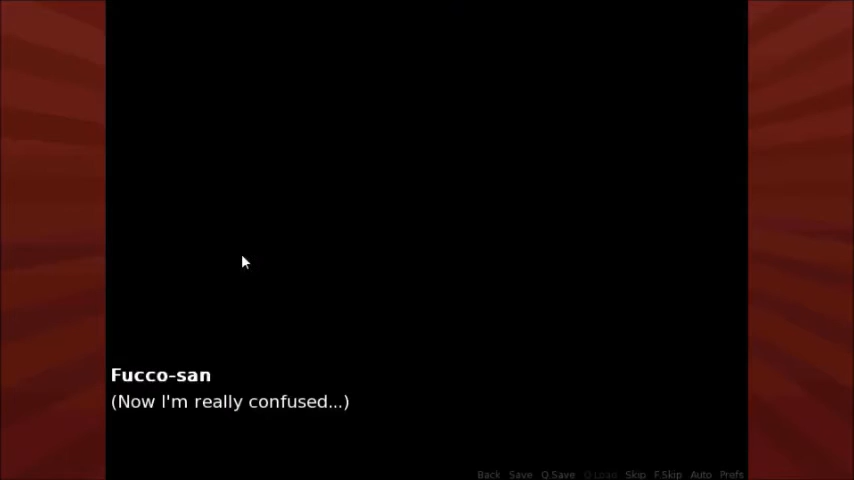 Fucco-san
(Now I'm really confused...)
Back Save Q.Save Q.Load Skip F.Skip Auto Prefs